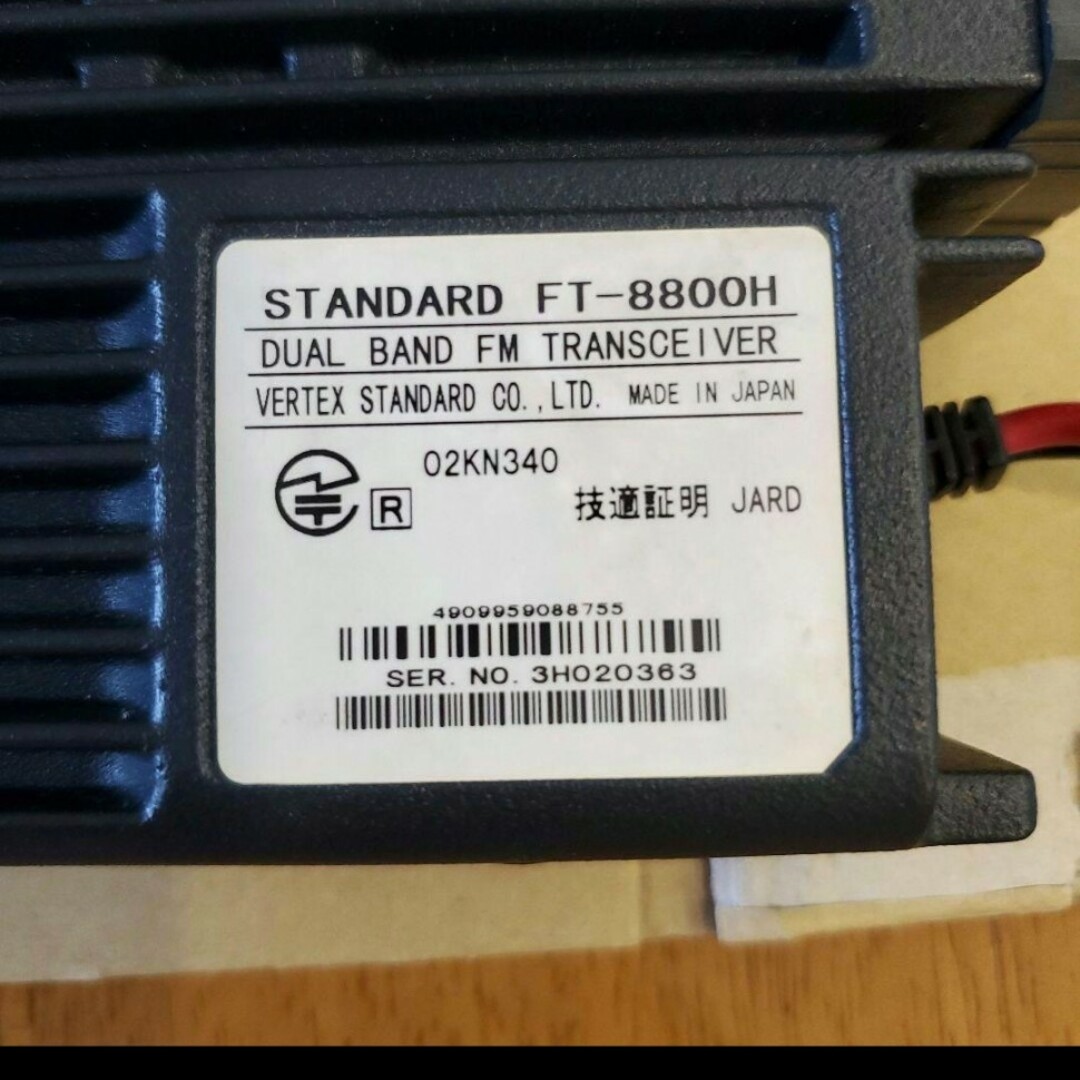 STANDARD FT-8800H
DUAL BAND FM TRANSCEIVER
VERTEX STANDARD CO.,LTD. MADE IN JAPAN
R 02KN340
技適証明 JARD
4909959088755
SER. NO. 3H020363